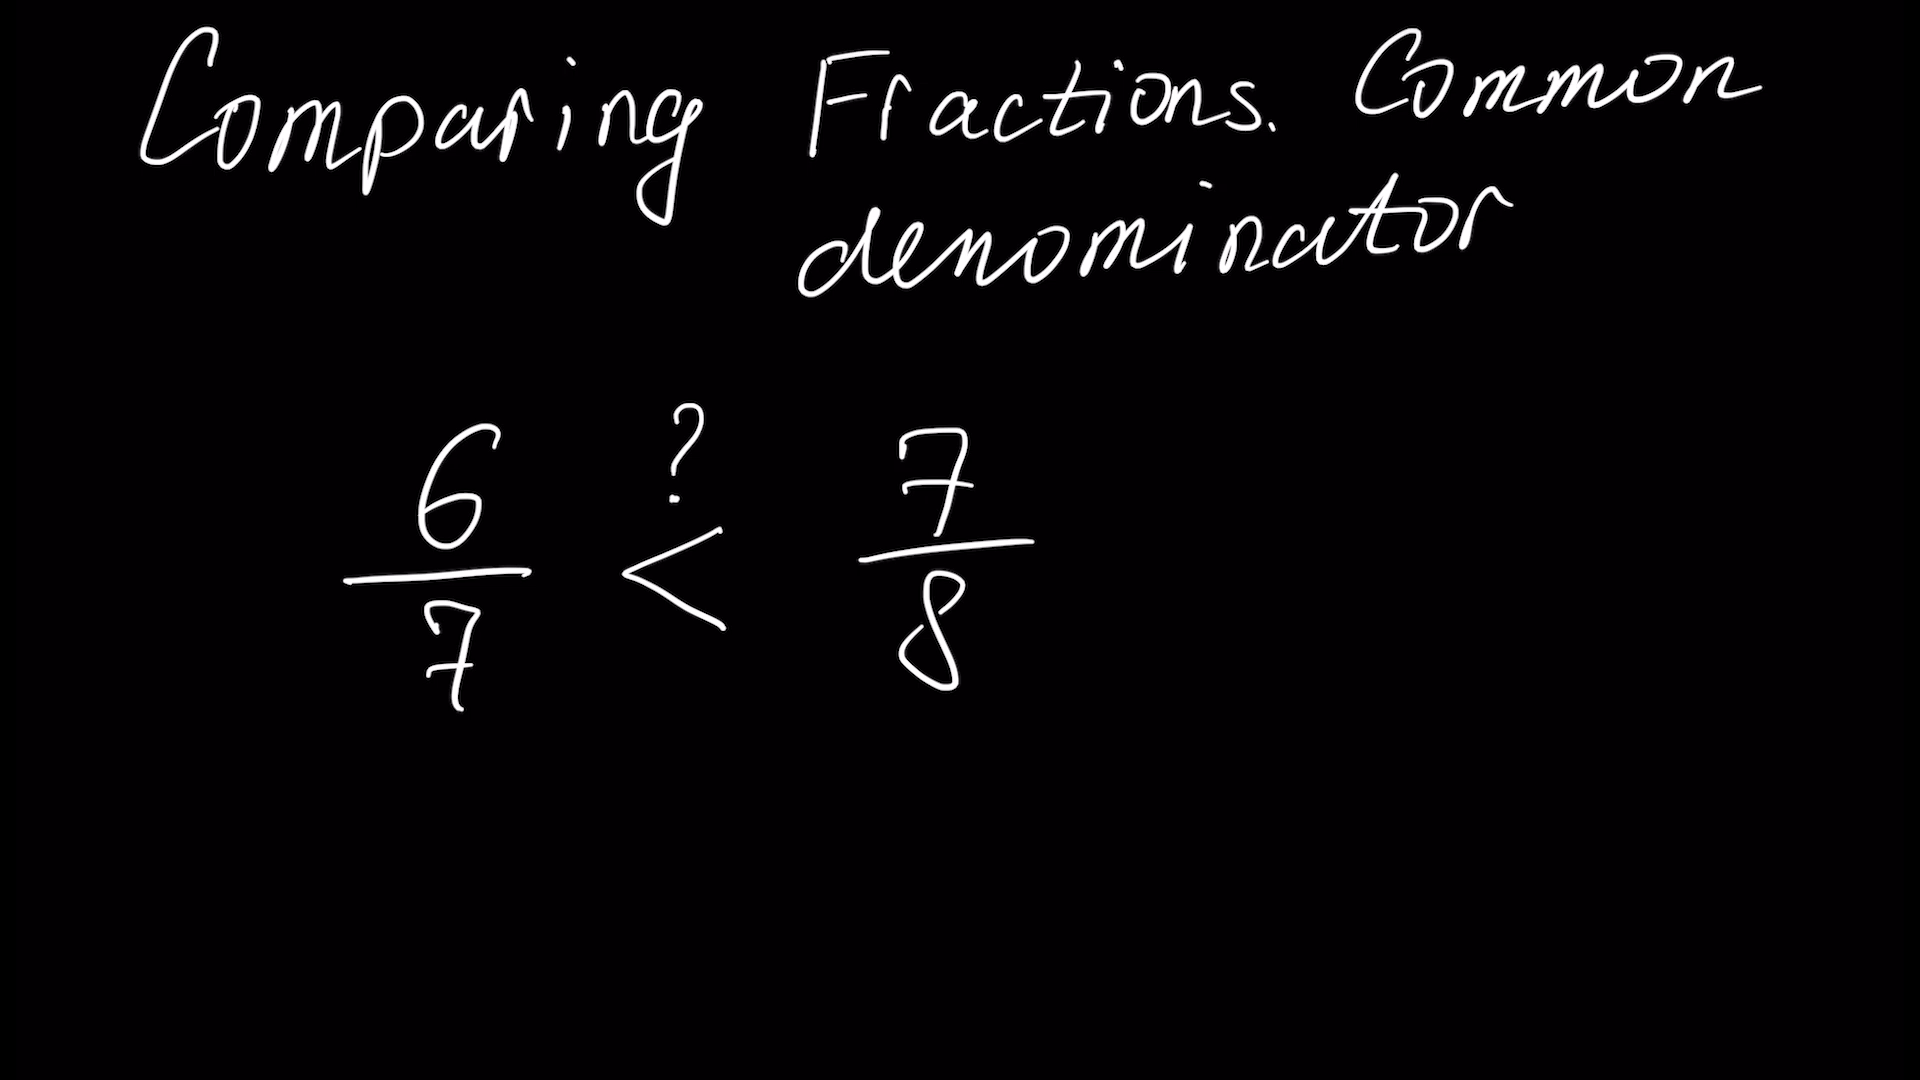 Comparing Fractions. Common
denominator
?
6/7 < 7/8